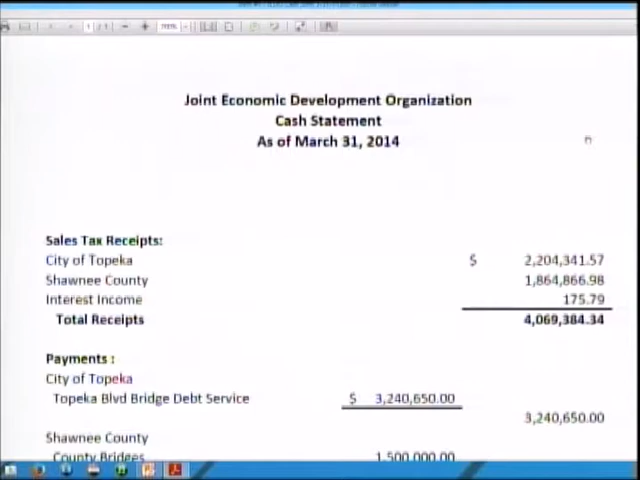 Joint Economic Development Organization
Cash Statement
As of March 31, 2014
Sales Tax Receipts:
City of Topeka $ 2,204,341.57
Shawnee County 1,864,866.98
Interest Income 175.79
Total Receipts 4,069,384.34
Payments :
City of Topeka
Topeka Blvd Bridge Debt Service $ 3,240,650.00
3,240,650.00
Shawnee County
County Bridges 1,500,000.00